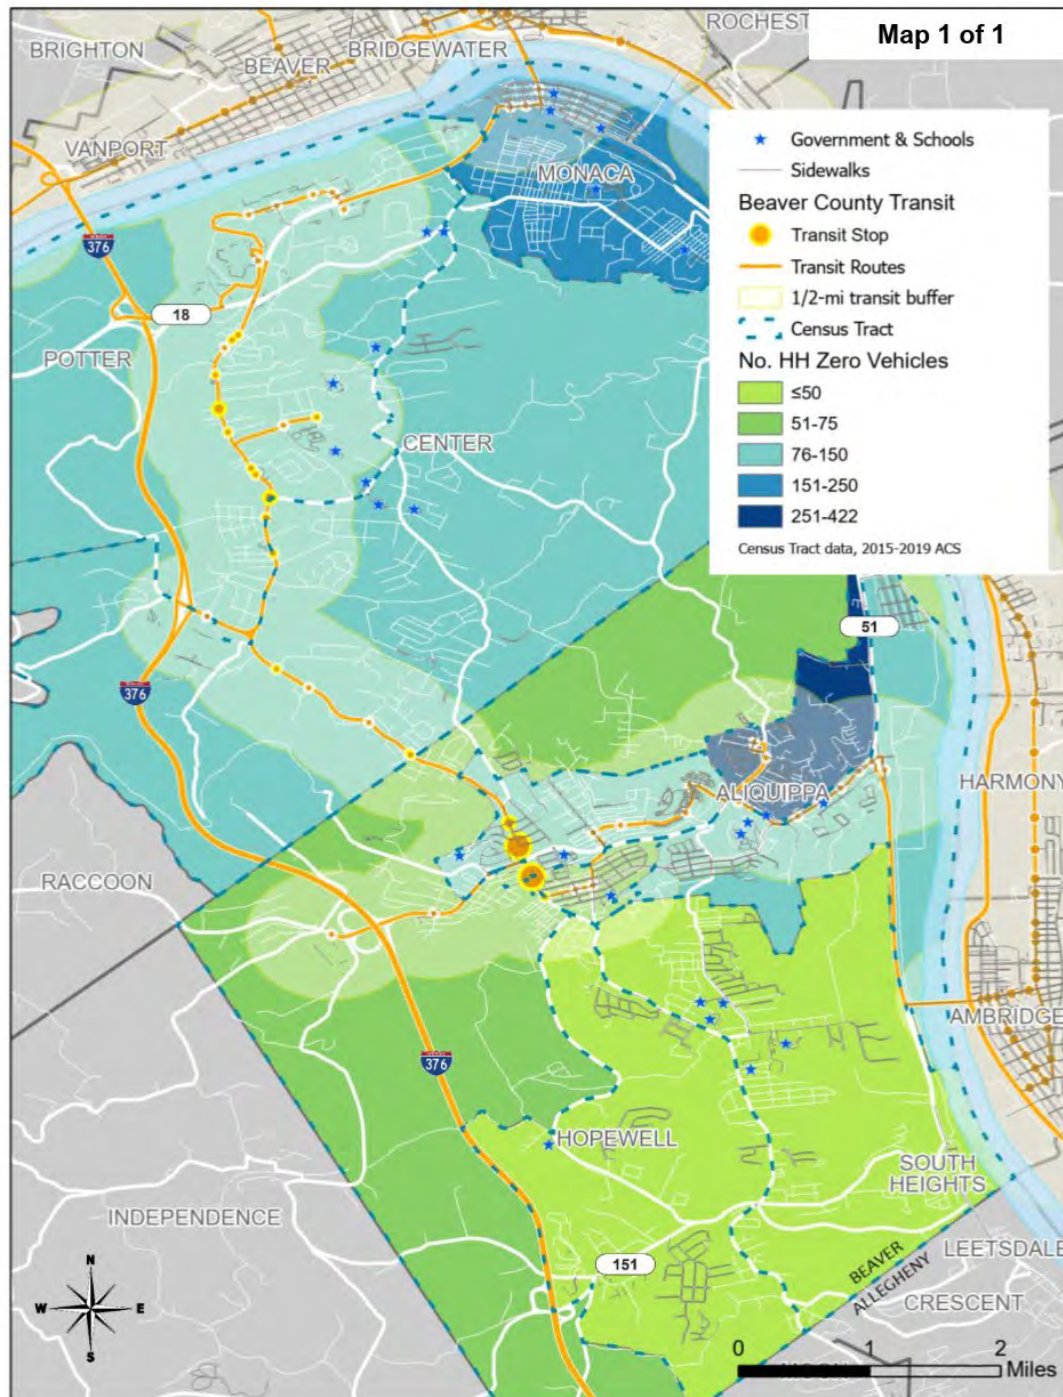 Map 1 of 1
BRIGHTON
BRIDGEWATER
BEAVER
VANPORT
MONACA
Government & Schools
Sidewalks
Beaver County Transit
Transit Stop
Transit Routes
1/2-mi transit buffer
Census Tract
No. HH Zero Vehicles
≤50
51-75
76-150
151-250
251-422
Census Tract data, 2015-2019 ACS
376
18
POTTER
CENTER
51
376
HARMONY
ALIQUIPPA
RACCOON
AMBRIDGE
376
HOPEWELL
SOUTH
HEIGHTS
INDEPENDENCE
LEETSDALE
BEAVER
ALLEGHENY
151
CRESCENT
N
W E
S
0 1 2
Miles